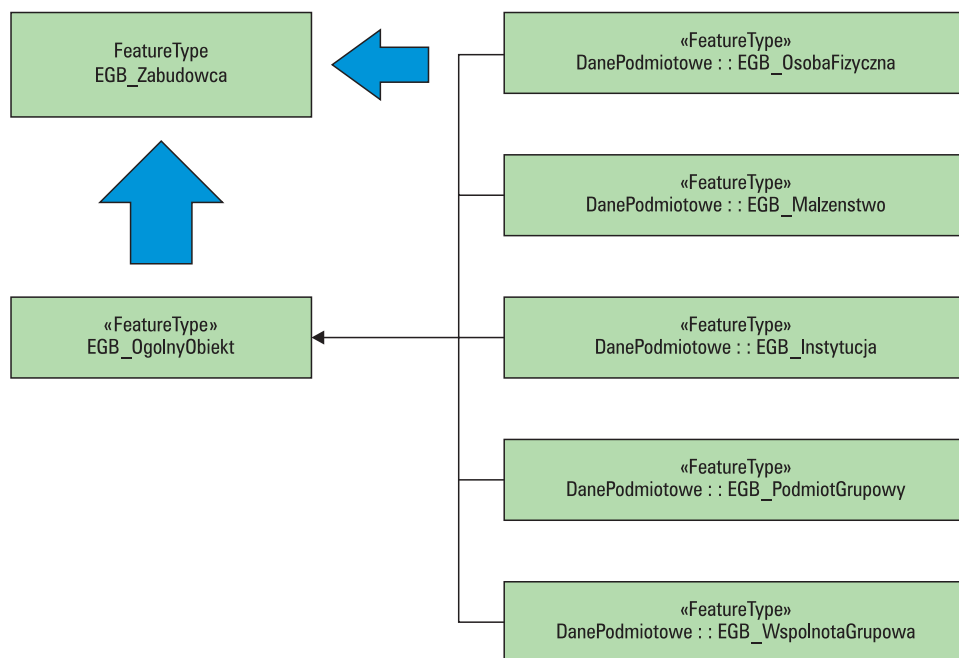 FeatureType
EGB_Zabudowca
«FeatureType»
EGB_OgolnyObiekt
«FeatureType»
DanePodmiotowe : : EGB_OsobaFizyczna
«FeatureType»
DanePodmiotowe : : EGB_Malzenstwo
«FeatureType»
DanePodmiotowe : : EGB_Instytucja
«FeatureType»
DanePodmiotowe : : EGB_PodmiotGrupowy
«FeatureType»
DanePodmiotowe : : EGB_WspolnotaGrupowa